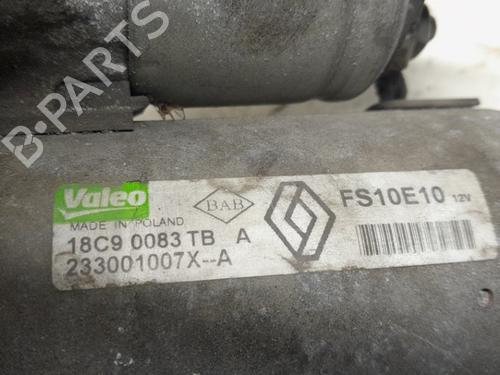 B-PARTS
Valeo
MADE IN POLAND
BAB
FS10E10 12V
18C9 0083 TB A
233001007X--A